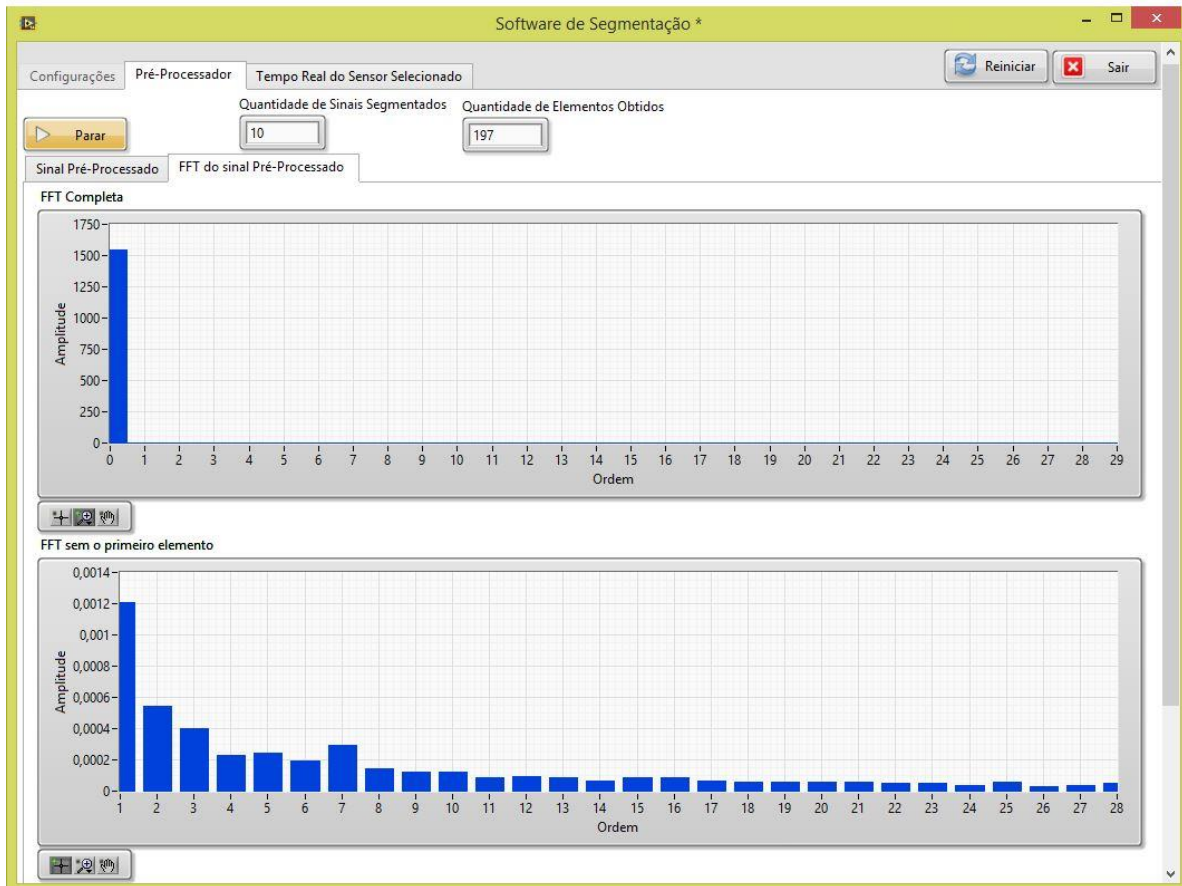 Software de Segmentação *
Configurações Pré-Processador Tempo Real do Sensor Selecionado Reiniciar Sair
Quantidade de Sinais Segmentados Quantidade de Elementos Obtidos
Parar 10 197
Sinal Pré-Processado FFT do sinal Pré-Processado
FFT Completa
1750
1500
1250
1000
750
500
250
0
Amplitude
0 1 2 3 4 5 6 7 8 9 10 11 12 13 14 15 16 17 18 19 20 21 22 23 24 25 26 27 28 29
Ordem
FFT sem o primeiro elemento
0,0014
0,0012
0,001
0,0008
0,0006
0,0004
0,0002
0
Amplitude
1 2 3 4 5 6 7 8 9 10 11 12 13 14 15 16 17 18 19 20 21 22 23 24 25 26 27 28
Ordem